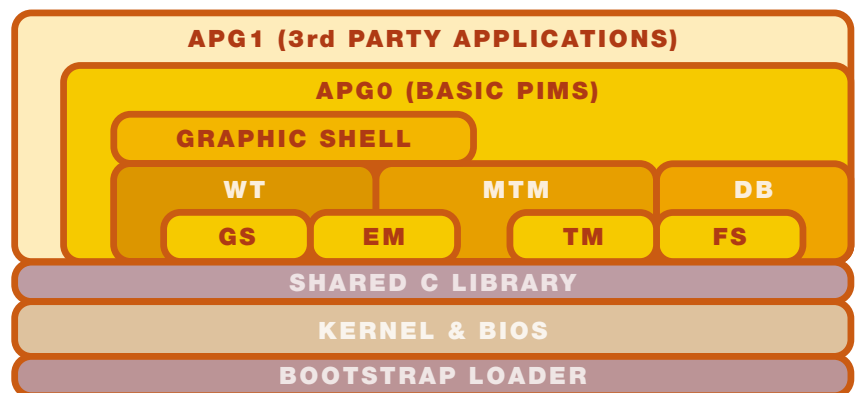 APG1 (3rd PARTY APPLICATIONS)
APG0 (BASIC PIMS)
GRAPHIC SHELL
WT MTM DB
GS EM TM FS
SHARED C LIBRARY
KERNEL & BIOS
BOOTSTRAP LOADER